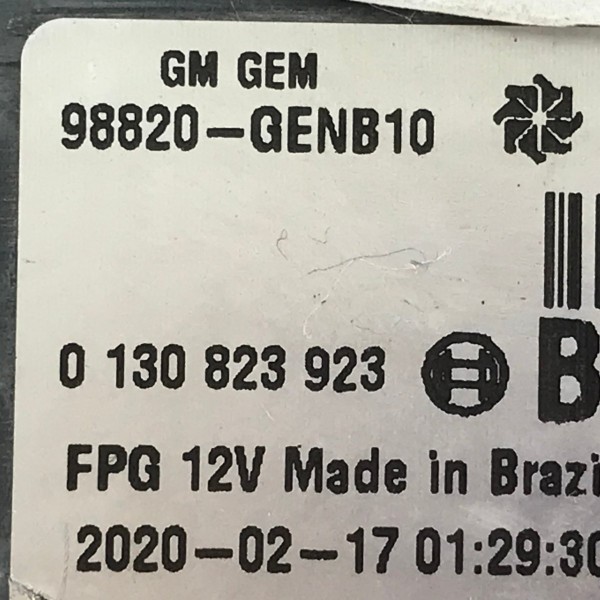 GM GEM
98820-GENB10
0 130 823 923 B
FPG 12V Made in Brazi
2020-02-17 01:29:30